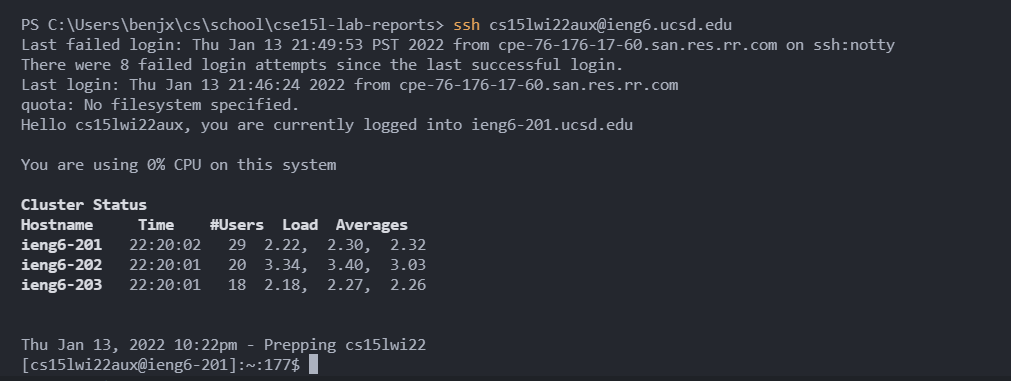 PS C:\Users\benjx\cs\school\cse15l-lab-reports> ssh cs15lwi22aux@ieng6.ucsd.edu
Last failed login: Thu Jan 13 21:49:53 PST 2022 from cpe-76-176-17-60.san.res.rr.com on ssh:notty
There were 8 failed login attempts since the last successful login.
Last login: Thu Jan 13 21:46:24 2022 from cpe-76-176-17-60.san.res.rr.com
quota: No filesystem specified.
Hello cs15lwi22aux, you are currently logged into ieng6-201.ucsd.edu
You are using 0% CPU on this system
Cluster Status
Hostname     Time    #Users  Load  Averages
ieng6-201   22:20:02   29  2.22,  2.30,  2.32
ieng6-202   22:20:01   20  3.34,  3.40,  3.03
ieng6-203   22:20:01   18  2.18,  2.27,  2.26
Thu Jan 13, 2022 10:22pm - Prepping cs15lwi22
[cs15lwi22aux@ieng6-201]:~:177$